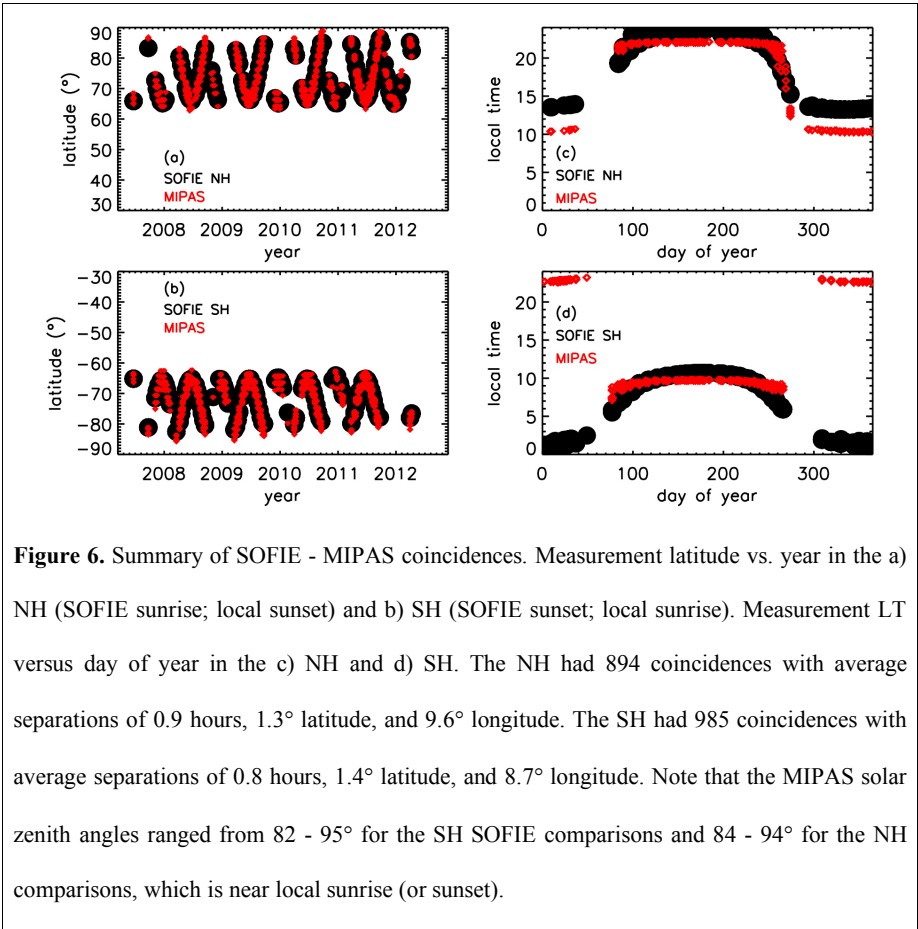 90
80
70
60
50
40
30
latitude (°)
(a)
SOFIE NH
MIPAS
2008 2009 2010 2011 2012
year
20
15
10
5
0
local time
(c)
SOFIE NH
MIPAS
0 100 200 300
day of year
−30
−40
−50
−60
−70
−80
−90
latitude (°)
(b)
SOFIE SH
MIPAS
2008 2009 2010 2011 2012
year
20
15
10
5
0
local time
(d)
SOFIE SH
MIPAS
0 100 200 300
day of year
Figure 6. Summary of SOFIE - MIPAS coincidences. Measurement latitude vs. year in the a)
NH (SOFIE sunrise; local sunset) and b) SH (SOFIE sunset; local sunrise). Measurement LT
versus day of year in the c) NH and d) SH. The NH had 894 coincidences with average
separations of 0.9 hours, 1.3° latitude, and 9.6° longitude. The SH had 985 coincidences with
average separations of 0.8 hours, 1.4° latitude, and 8.7° longitude. Note that the MIPAS solar
zenith angles ranged from 82 - 95° for the SH SOFIE comparisons and 84 - 94° for the NH
comparisons, which is near local sunrise (or sunset).